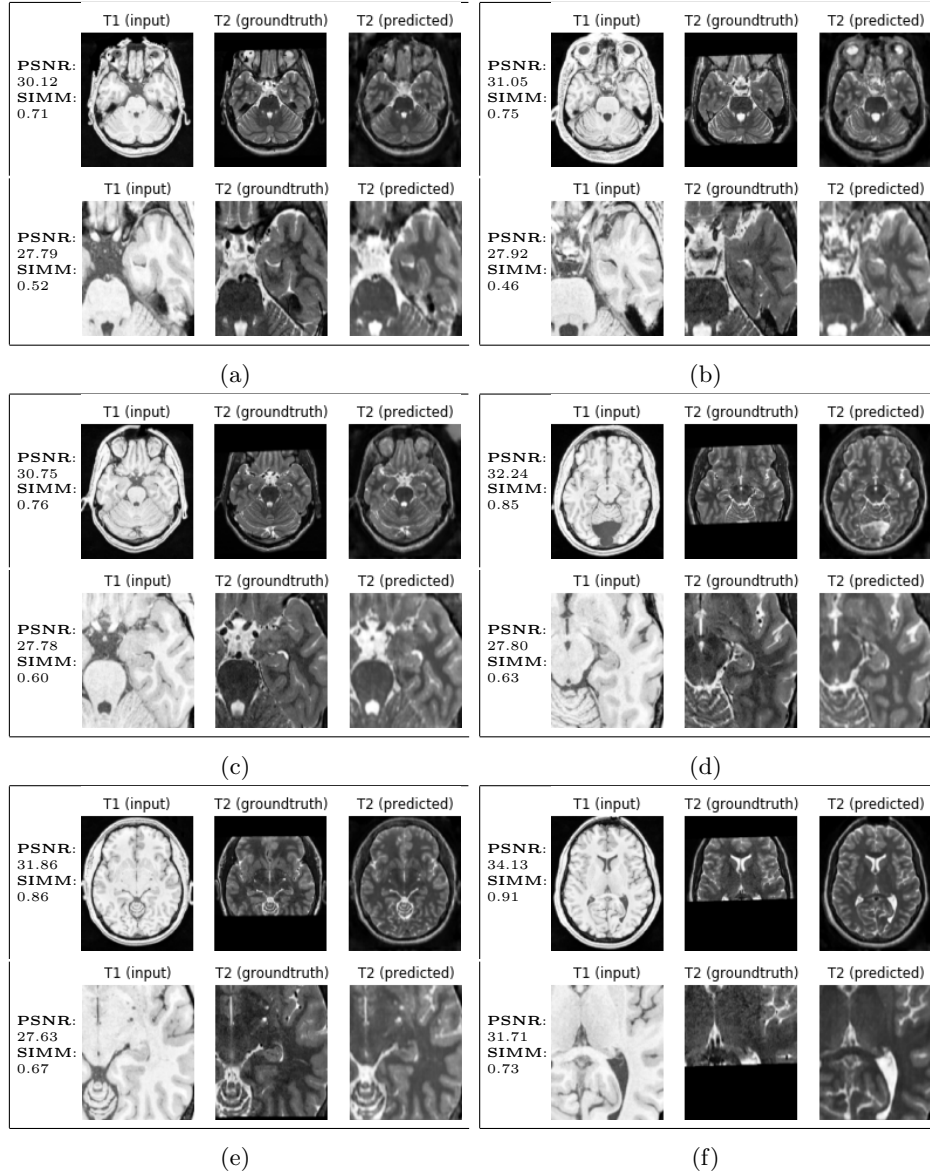 T1 (input) T2 (groundtruth) T2 (predicted)
PSNR:
30.12
SIMM:
0.71
T1 (input) T2 (groundtruth) T2 (predicted)
PSNR:
27.79
SIMM:
0.52
(a)
T1 (input) T2 (groundtruth) T2 (predicted)
PSNR:
31.05
SIMM:
0.75
T1 (input) T2 (groundtruth) T2 (predicted)
PSNR:
27.92
SIMM:
0.46
(b)
T1 (input) T2 (groundtruth) T2 (predicted)
PSNR:
30.75
SIMM:
0.76
T1 (input) T2 (groundtruth) T2 (predicted)
PSNR:
27.78
SIMM:
0.60
(c)
T1 (input) T2 (groundtruth) T2 (predicted)
PSNR:
32.24
SIMM:
0.85
T1 (input) T2 (groundtruth) T2 (predicted)
PSNR:
27.80
SIMM:
0.63
(d)
T1 (input) T2 (groundtruth) T2 (predicted)
PSNR:
31.86
SIMM:
0.86
T1 (input) T2 (groundtruth) T2 (predicted)
PSNR:
27.63
SIMM:
0.67
(e)
T1 (input) T2 (groundtruth) T2 (predicted)
PSNR:
34.13
SIMM:
0.91
T1 (input) T2 (groundtruth) T2 (predicted)
PSNR:
31.71
SIMM:
0.73
(f)